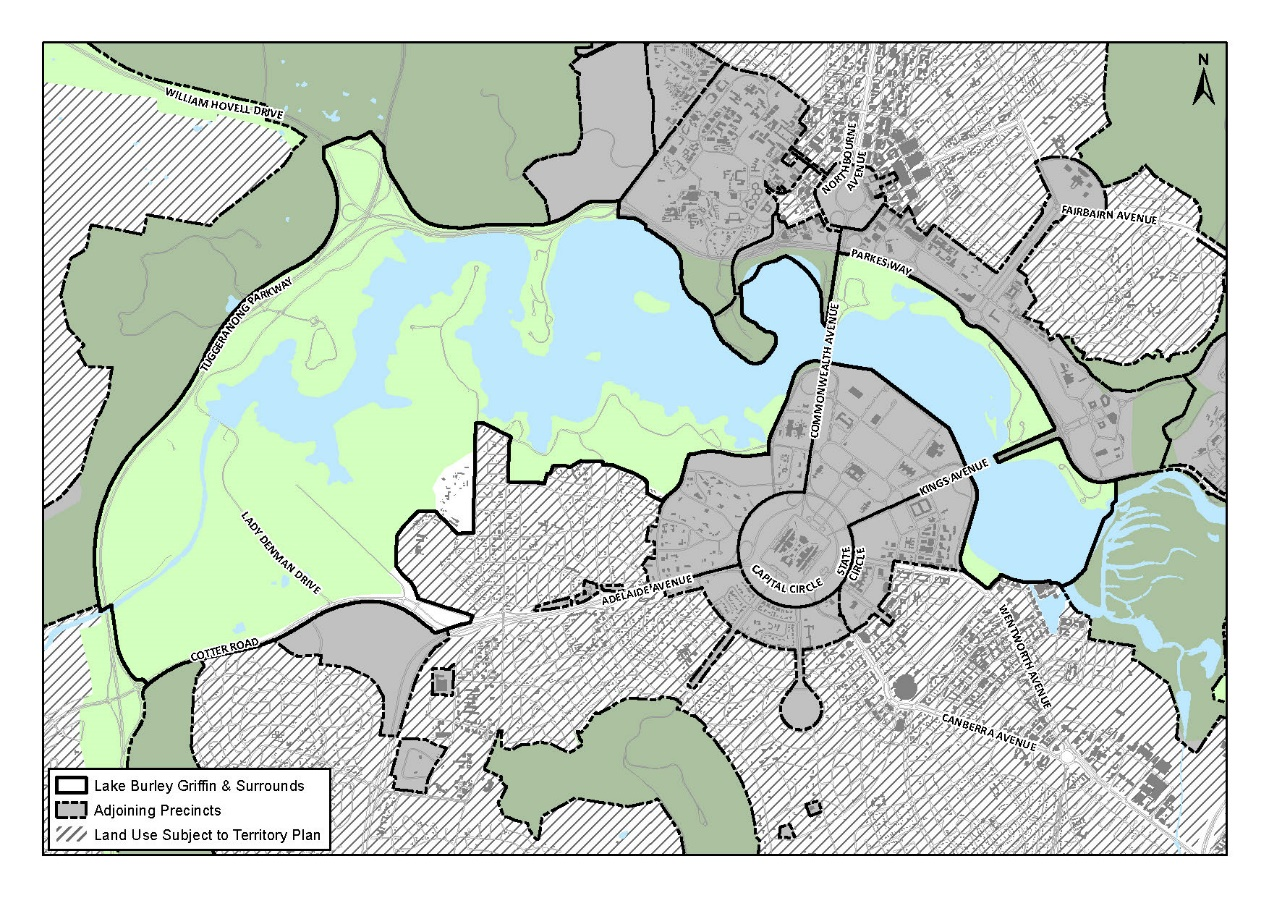 N
WILLIAM HOVELL DRIVE
NORTHBOURNE
AVENUE
FAIRBAIRN AVENUE
PARKES WAY
TUGGERANONG PARKWAY
COMMONWEALTH AVENUE
KINGS AVENUE
LADY DENMAN DRIVE
STATE
CIRCLE
CAPITAL CIRCLE
ADELAIDE AVENUE
COTTER ROAD
WENTWORTH AVENUE
CANBERRA AVENUE
Lake Burley Griffin & Surrounds
Adjoining Precincts
Land Use Subject to Territory Plan